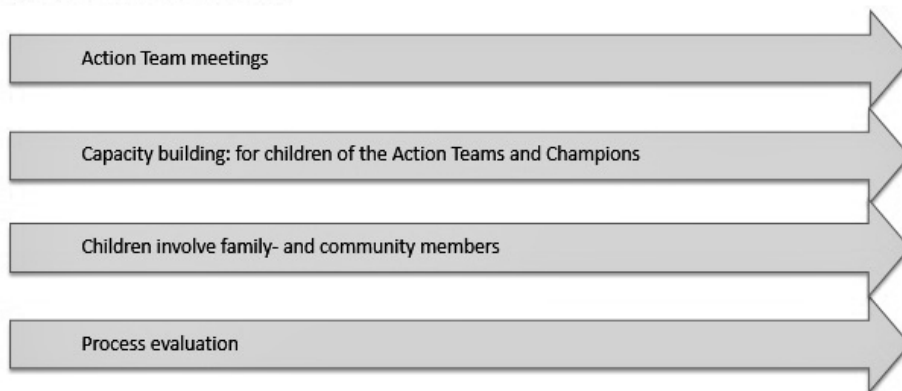 Action Team meetings
Capacity building: for children of the Action Teams and Champions
Children involve family- and community members
Process evaluation